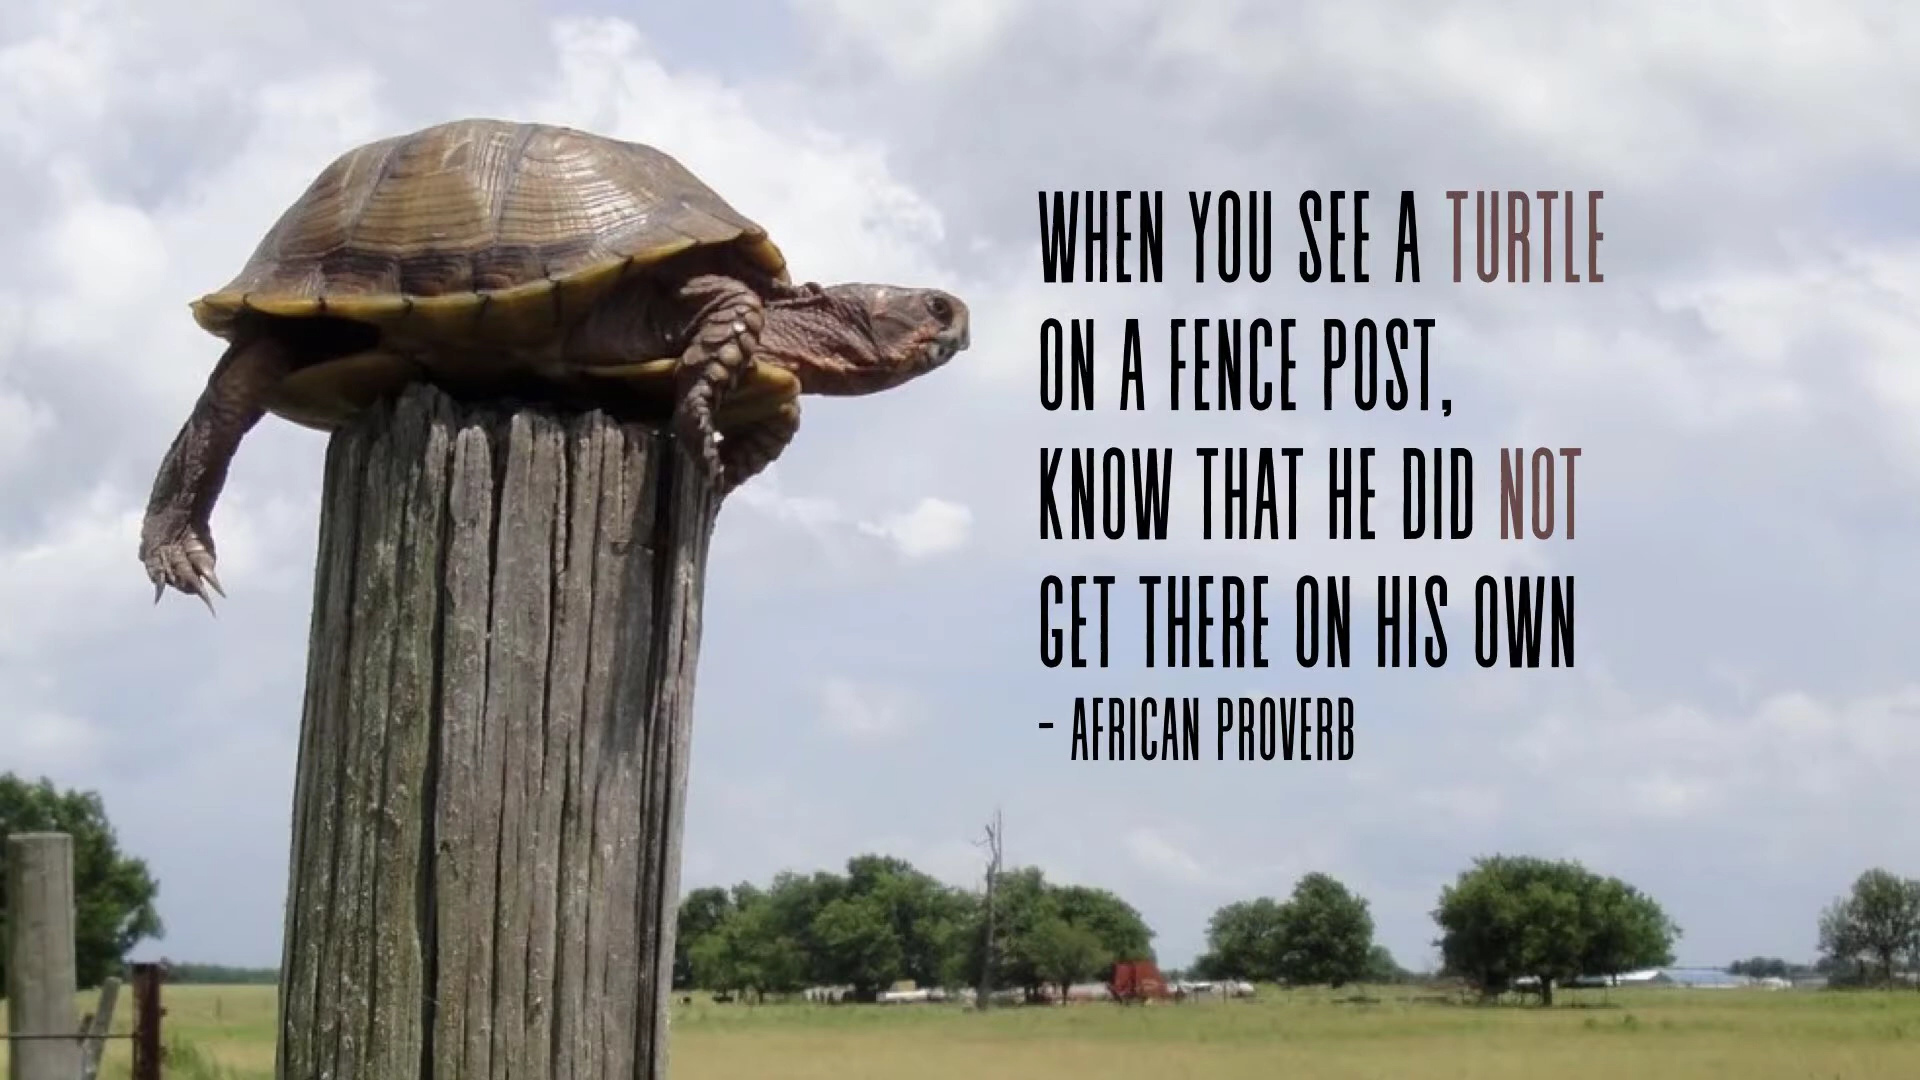 WHEN YOU SEE A TURTLE
ON A FENCE POST,
KNOW THAT HE DID NOT
GET THERE ON HIS OWN
- AFRICAN PROVERB